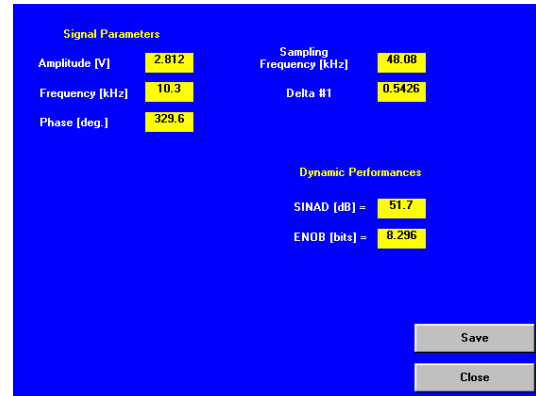 Signal Parameters
Amplitude [V] 2.812
Frequency [kHz] 10.3
Phase [deg.] 329.6
Sampling
Frequency [kHz] 48.08
Delta #1 0.5426
Dynamic Performances
SINAD [dB] = 51.7
ENOB [bits] = 8.296
Save
Close